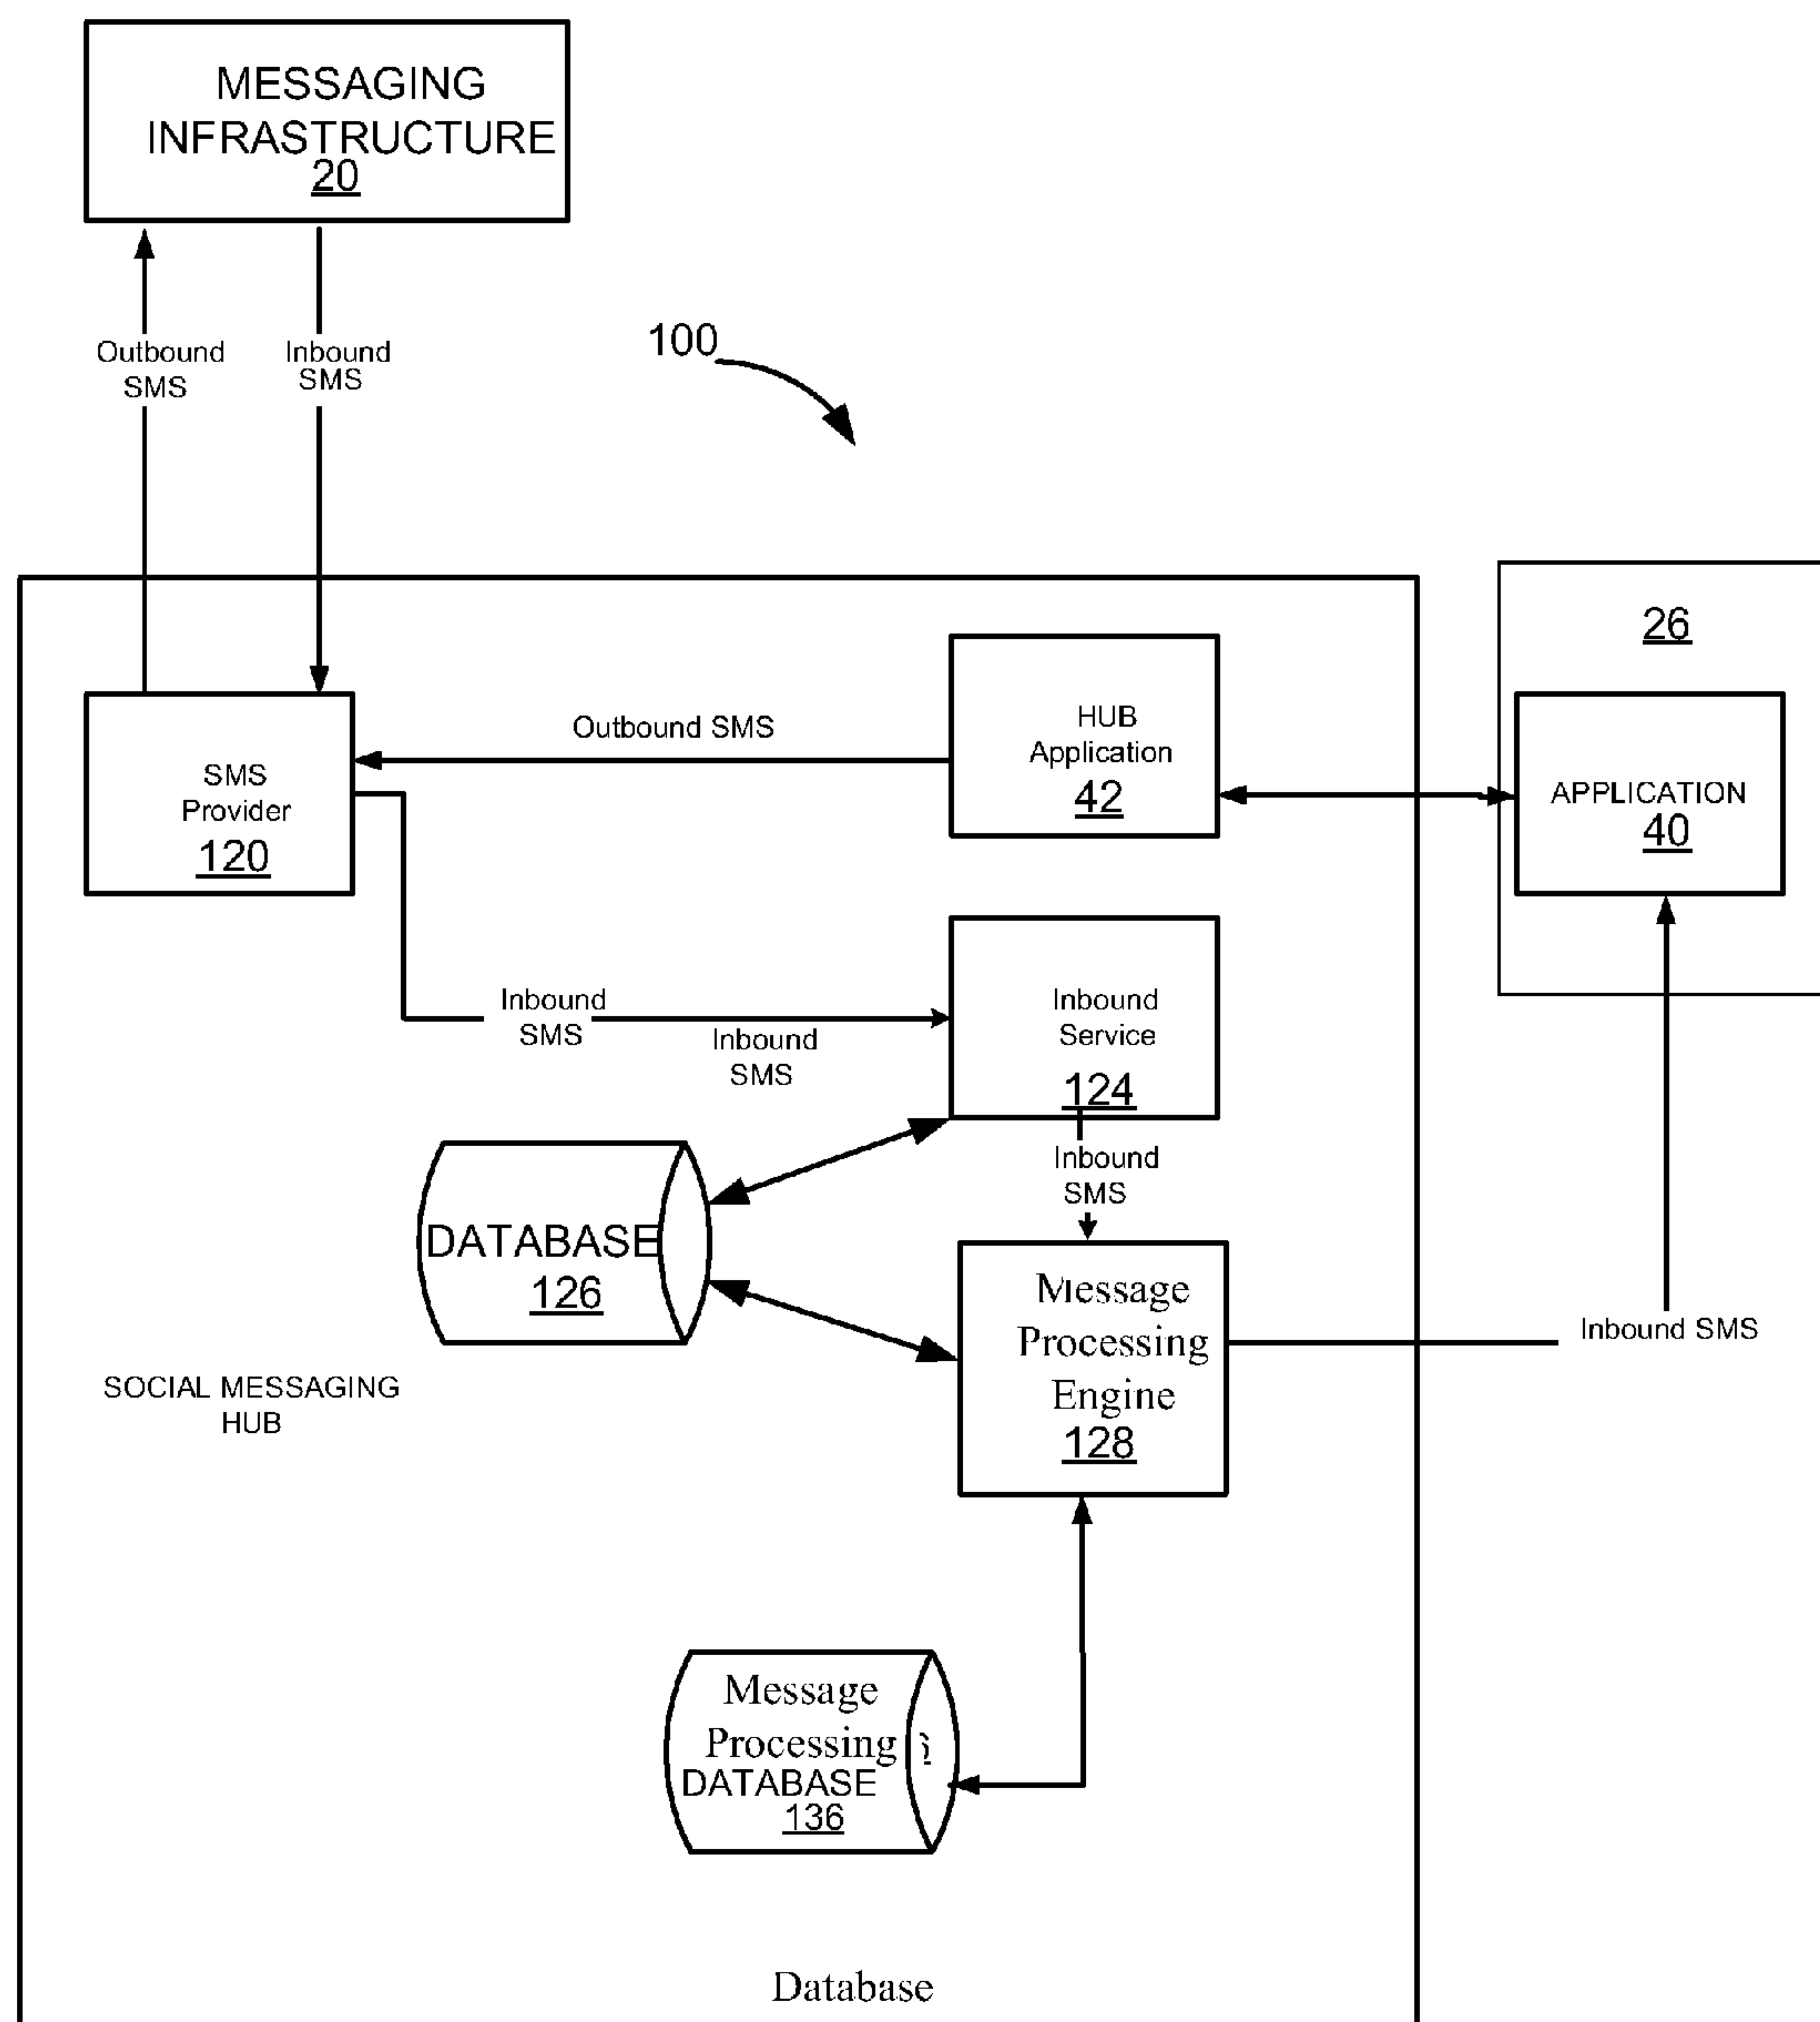 MESSAGING
INFRASTRUCTURE
20
Outbound
SMS
Inbound
SMS
100
26
HUB
Application
42
Outbound SMS
SMS
Provider
120
APPLICATION
40
Inbound
SMS
Inbound
SMS
Inbound
Service
124
Inbound
SMS
DATABASE
126
Message
Processing
Engine
128
Inbound SMS
SOCIAL MESSAGING
HUB
Message
Processing
DATABASE
136
Database